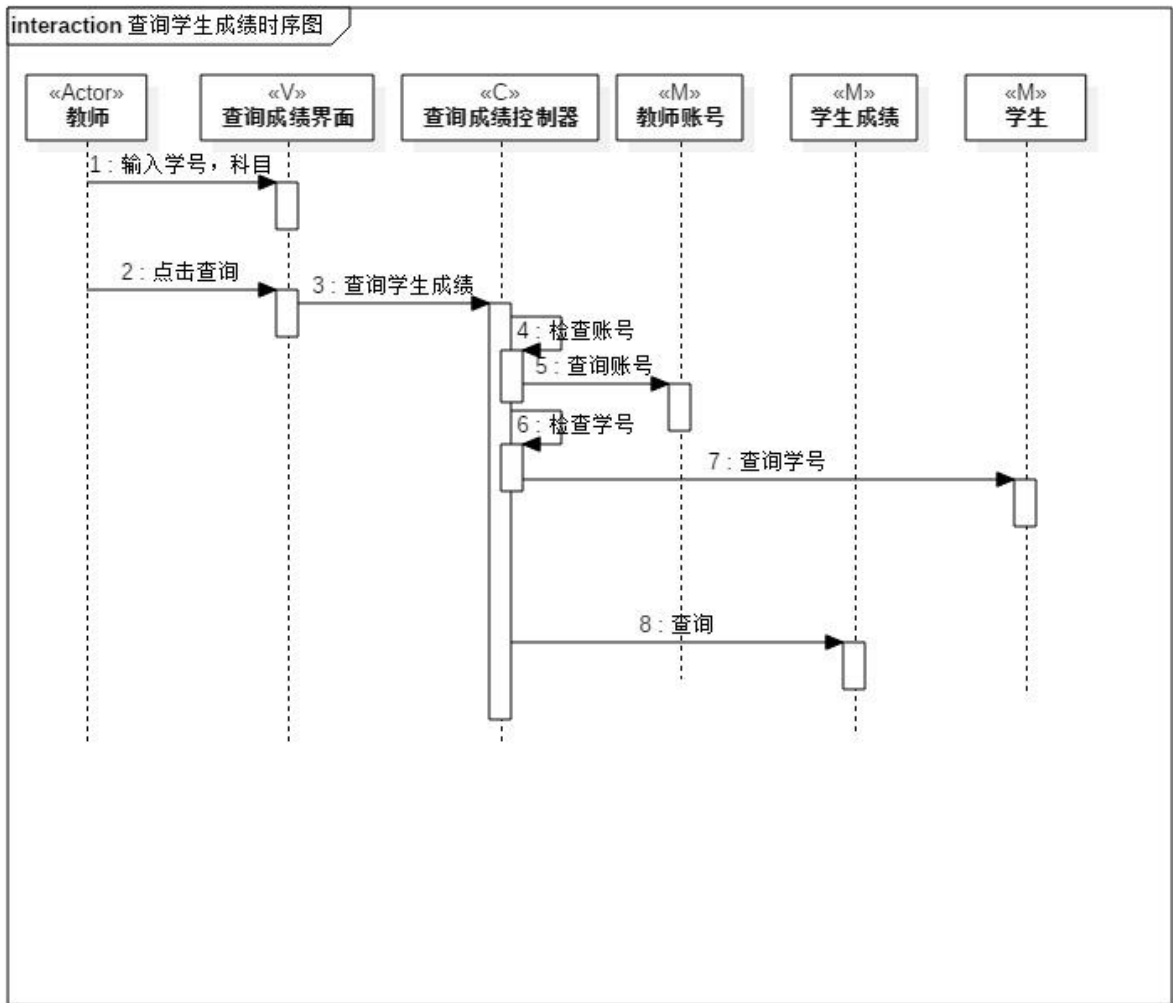 interaction 查询学生成绩时序图
«Actor»
教师
«V»
查询成绩界面
«C»
查询成绩控制器
«M»
教师账号
«M»
学生成绩
«M»
学生
1 : 输入学号，科目
2 : 点击查询
3 : 查询学生成绩
4 : 检查账号
5 : 查询账号
6 : 检查学号
7 : 查询学号
8 : 查询